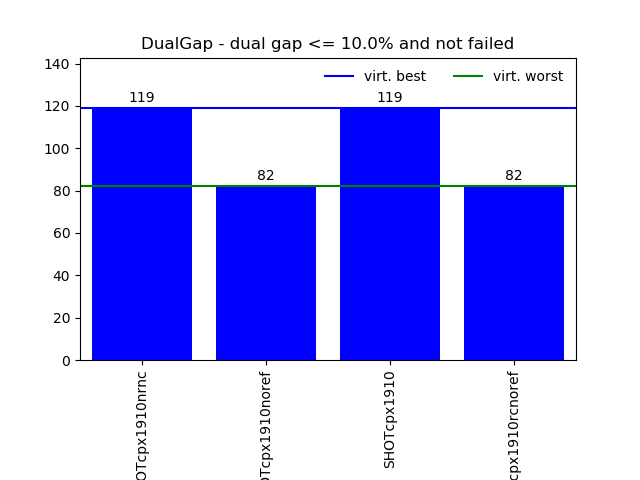 DualGap - dual gap <= 10.0% and not failed
virt. best
virt. worst
140
120
100
80
60
40
20
0
119
82
119
82
OTcpx1910nrnc
OTcpx1910noref
SHOTcpx1910
cpx1910rcnoref